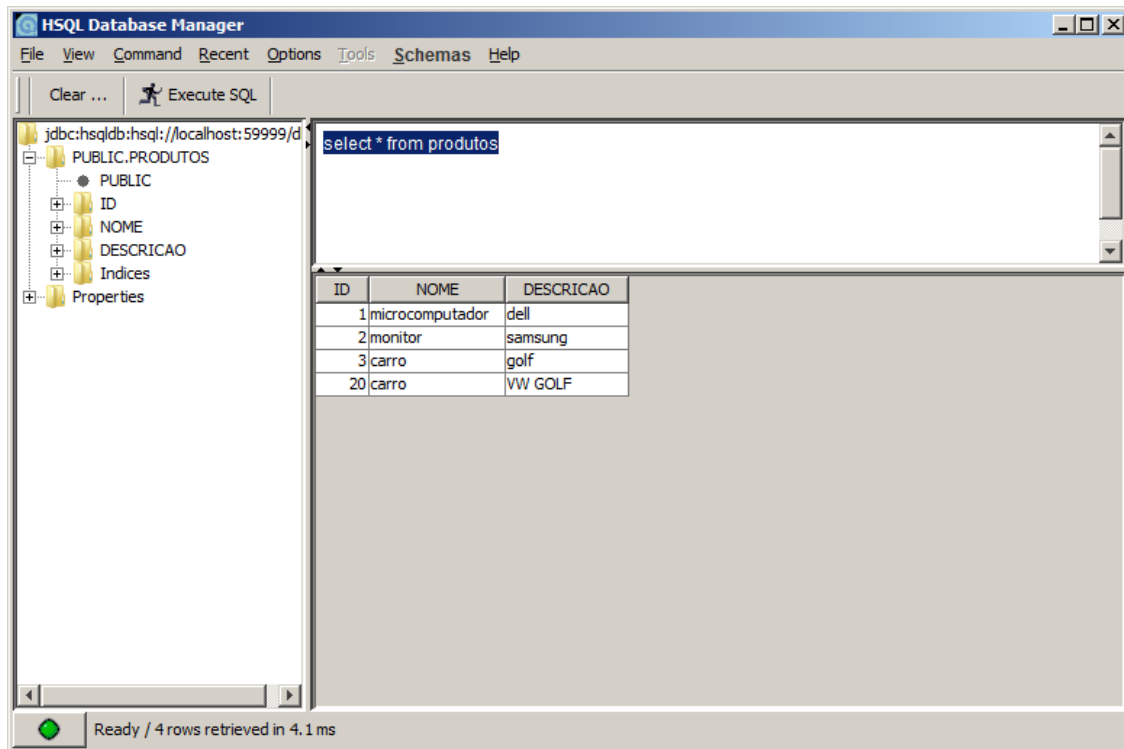 HSQL Database Manager
File View Command Recent Options Tools Schemas Help
Clear ... Execute SQL
jdbc:hsqldb:hsql://localhost:59999/d
PUBLIC.PRODUTOS
PUBLIC
ID
NOME
DESCRICAO
Indices
Properties
select * from produtos
ID NOME DESCRICAO
1 microcomputador dell
2 monitor samsung
3 carro golf
20 carro VW GOLF
Ready / 4 rows retrieved in 4.1 ms